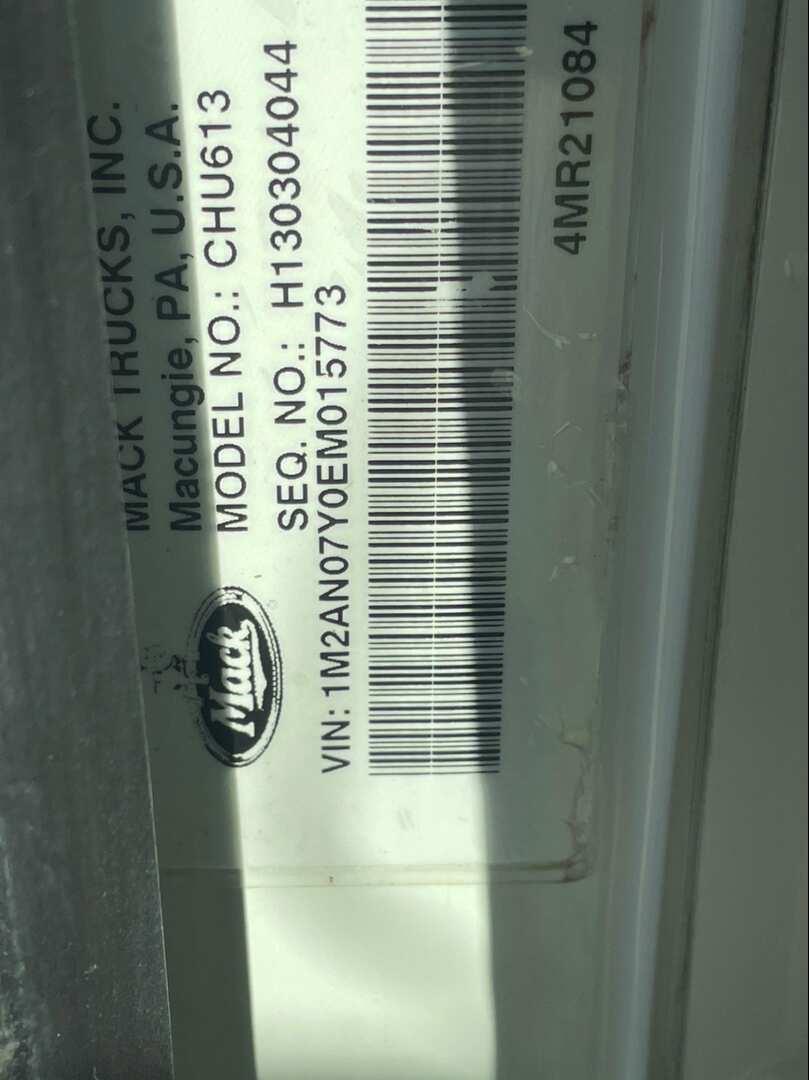 MACK TRUCKS, INC.
Macungie, PA, U.S.A.
MODEL NO.: CHU613
SEQ. NO.: H130304044
Mack
VIN: 1M2AN07Y0EM015773
4MR21084